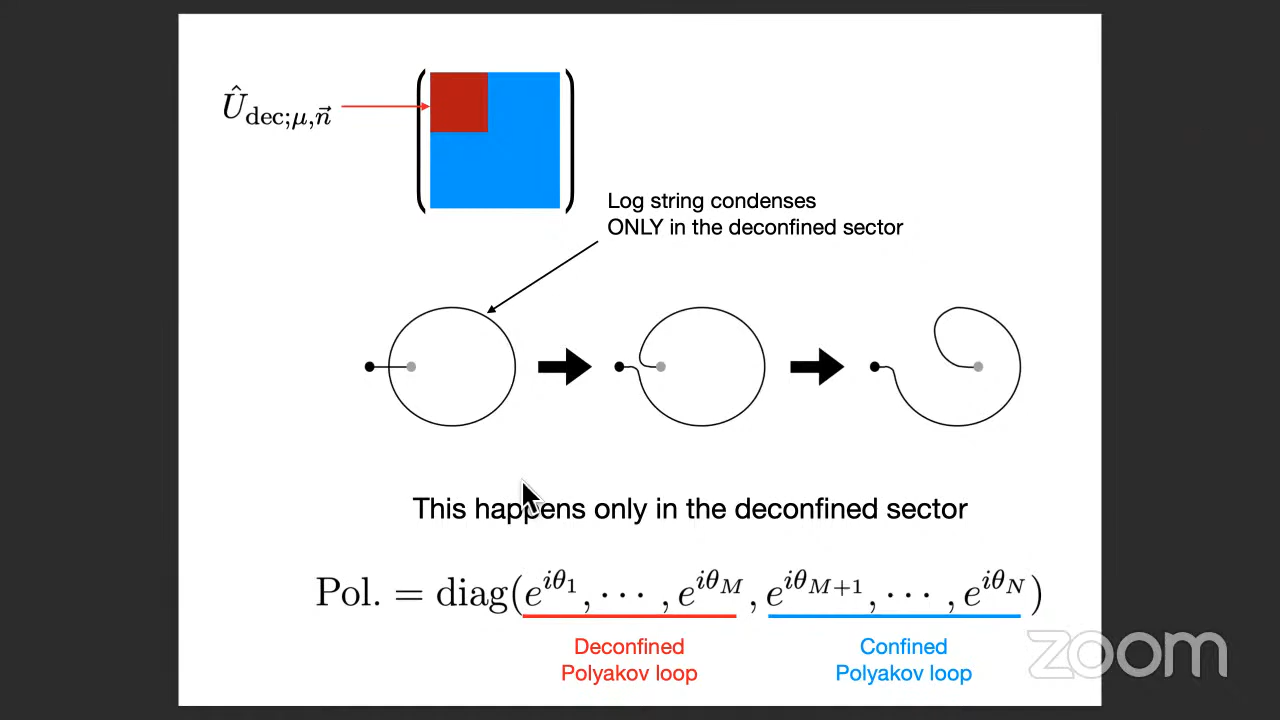 Û_dec;μ,n⃗
Log string condenses
ONLY in the deconfined sector
This happens only in the deconfined sector
Pol. = diag(e^{iθ_1}, ⋯ , e^{iθ_M}, e^{iθ_{M+1}}, ⋯ , e^{iθ_N})
Deconfined Confined
Polyakov loop Polyakov loop
zoom